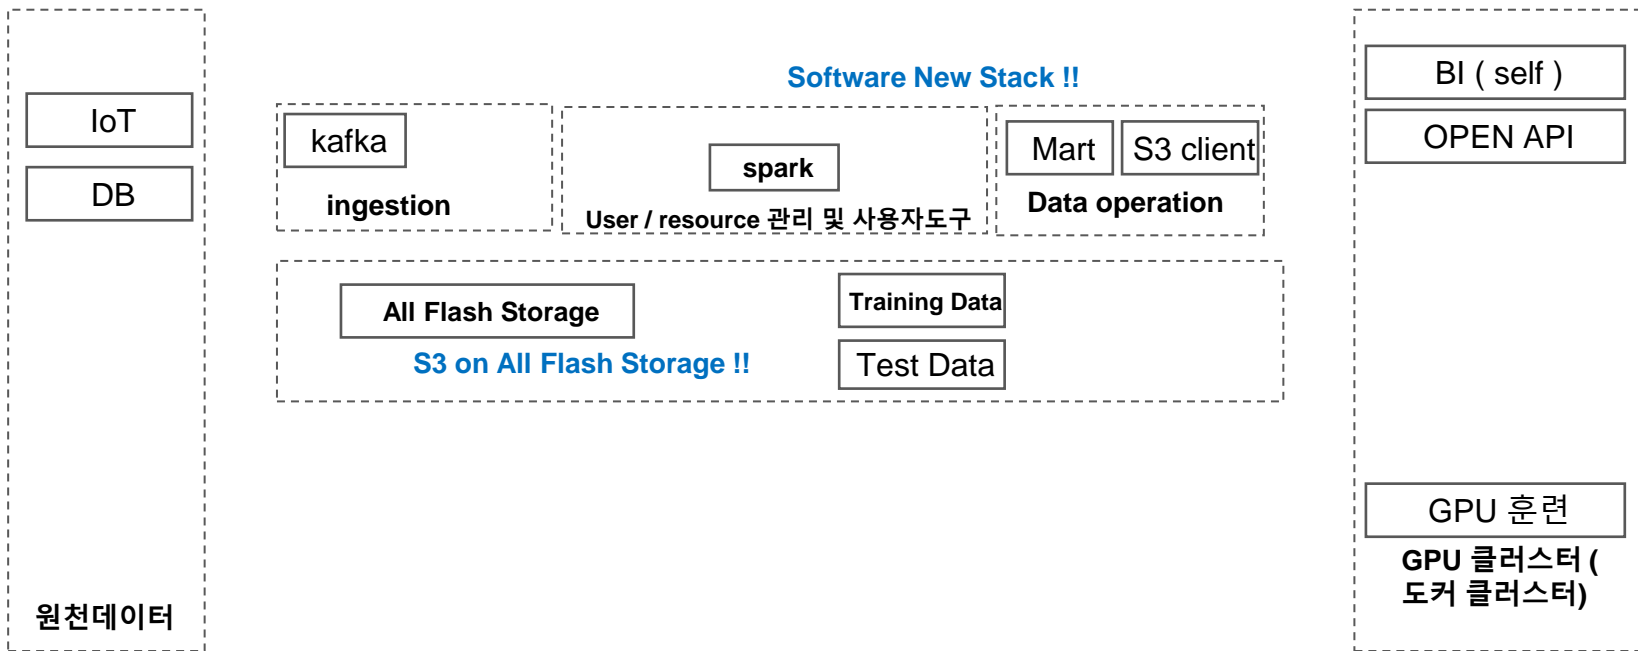 IoT
DB
원천데이터
Software New Stack !!
kafka
ingestion
spark
User / resource 관리 및 사용자도구
Mart
S3 client
Data operation
All Flash Storage
S3 on All Flash Storage !!
Training Data
Test Data
BI ( self )
OPEN API
GPU 훈련
GPU 클러스터 (
도커 클러스터)